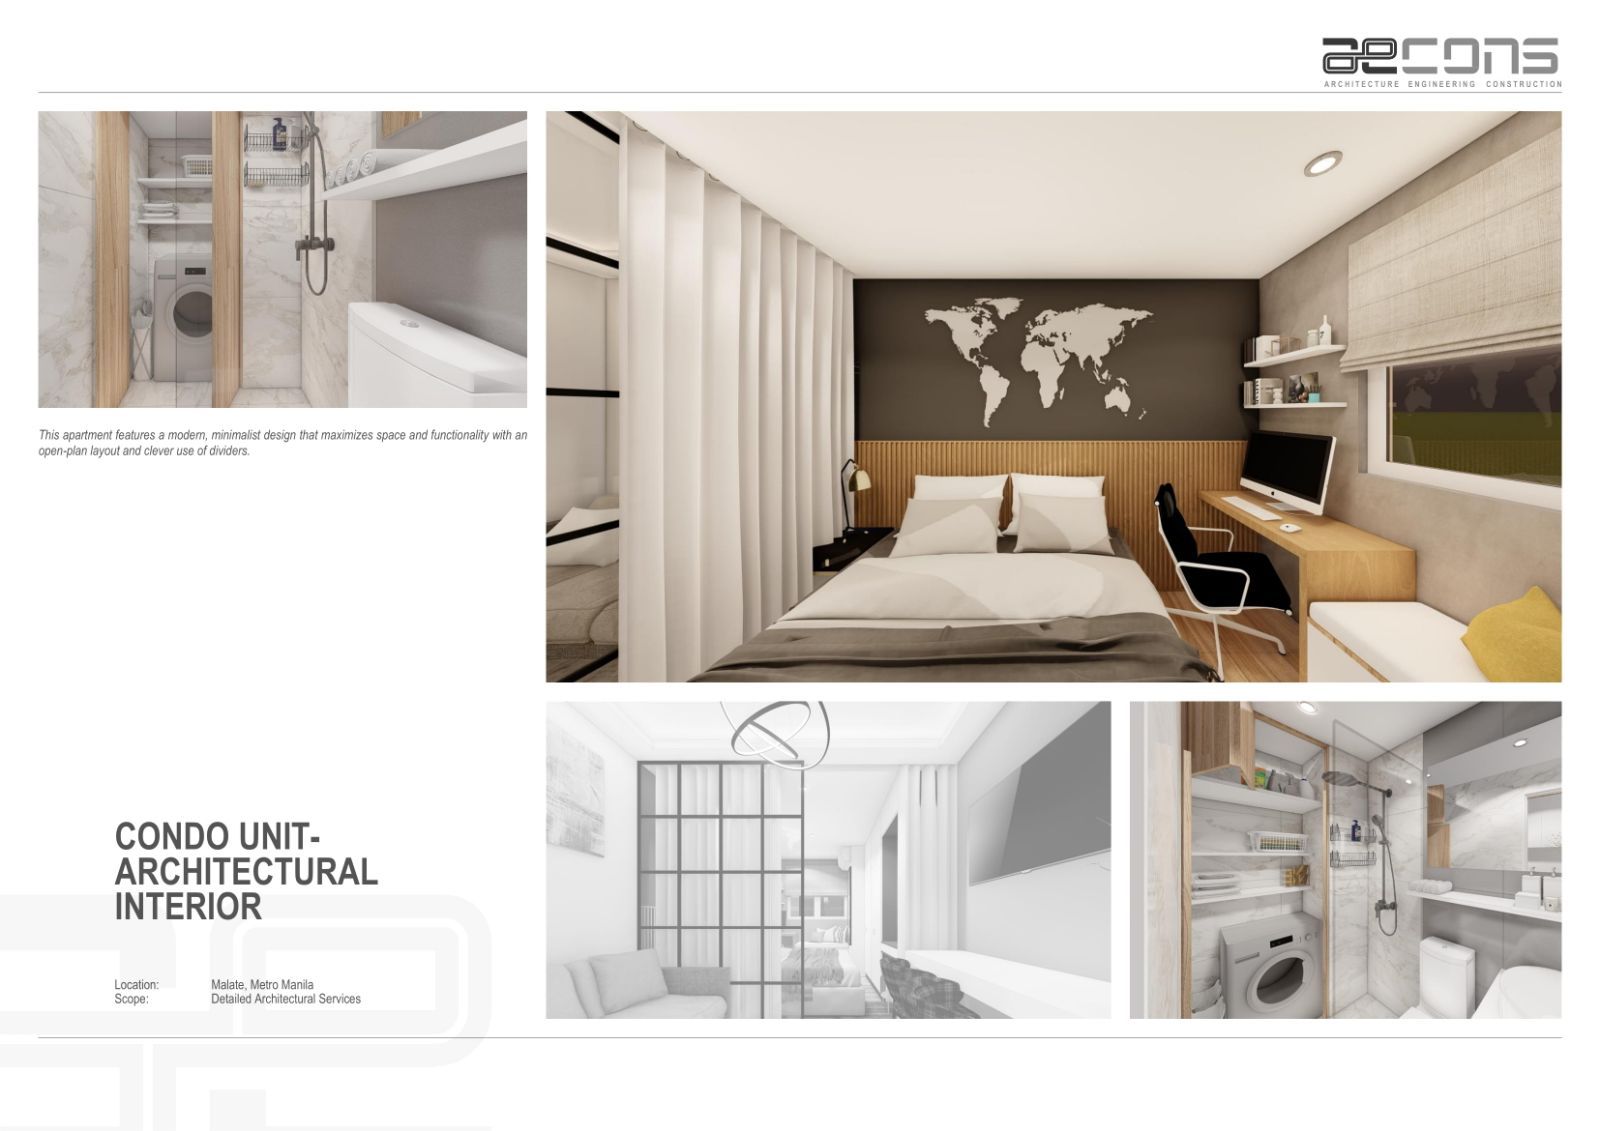 aecons
ARCHITECTURE ENGINEERING CONSTRUCTION
This apartment features a modern, minimalist design that maximizes space and functionality with an
open-plan layout and clever use of dividers.
CONDO UNIT-
ARCHITECTURAL
INTERIOR
Location: Malate, Metro Manila
Scope: Detailed Architectural Services